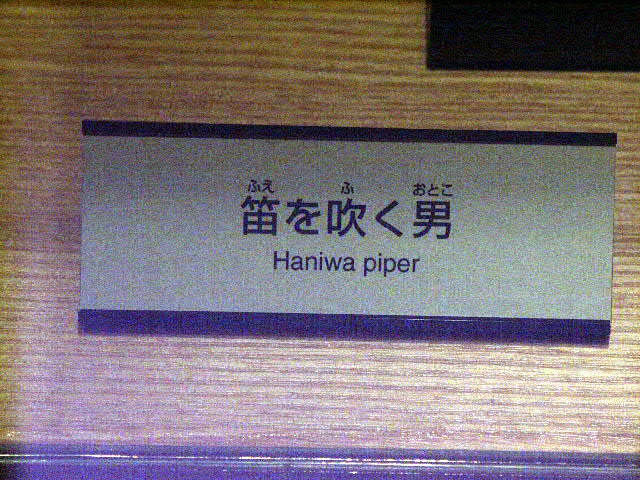 ふえ ふ おとこ
笛を吹く男
Haniwa piper